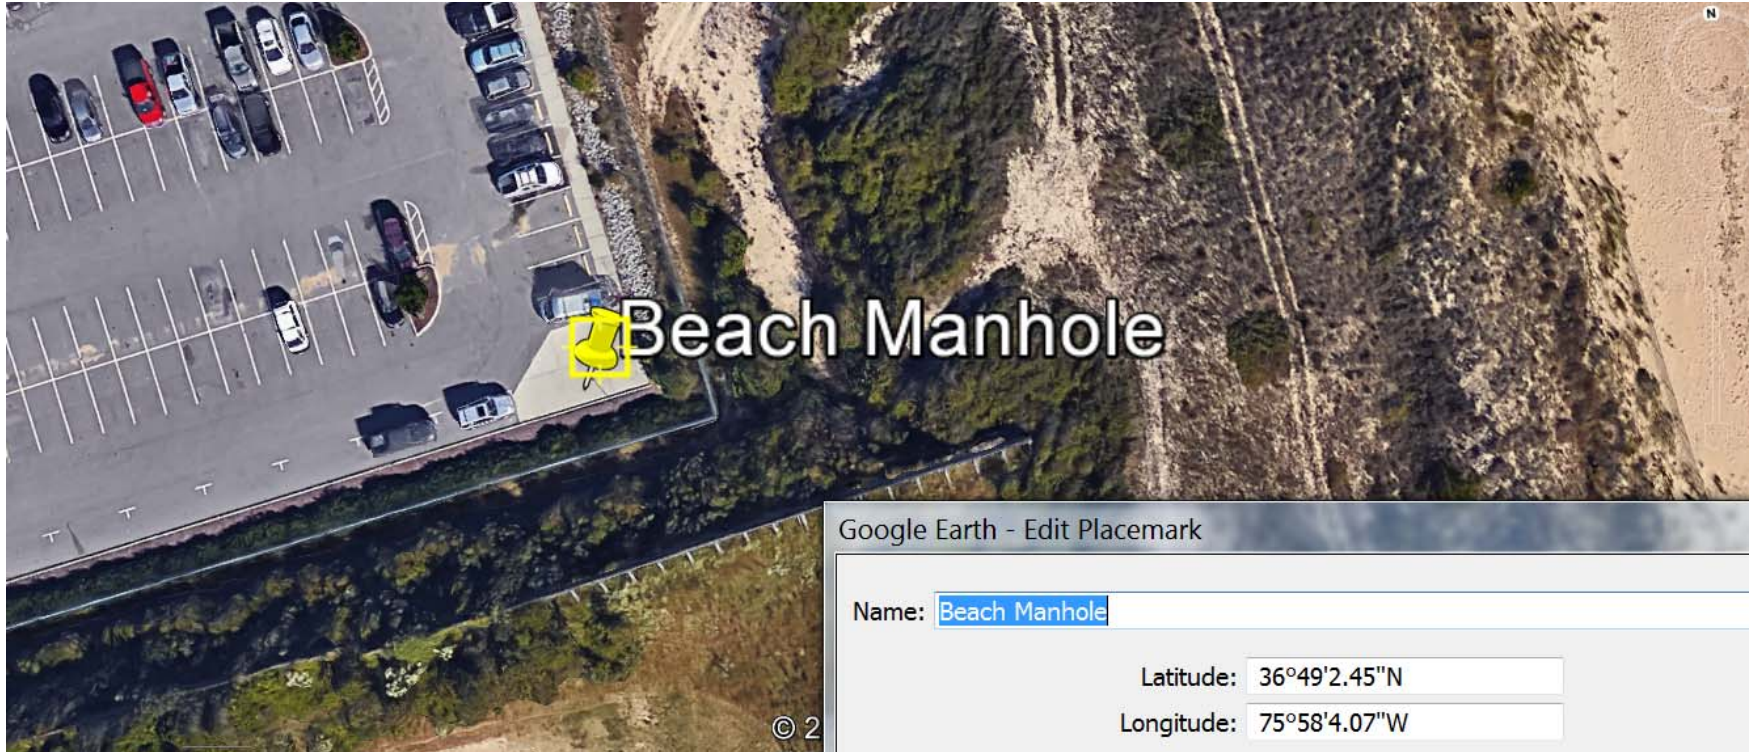 N
Beach Manhole
Google Earth - Edit Placemark
Name: Beach Manhole
Latitude: 36°49'2.45"N
Longitude: 75°58'4.07"W
© 2